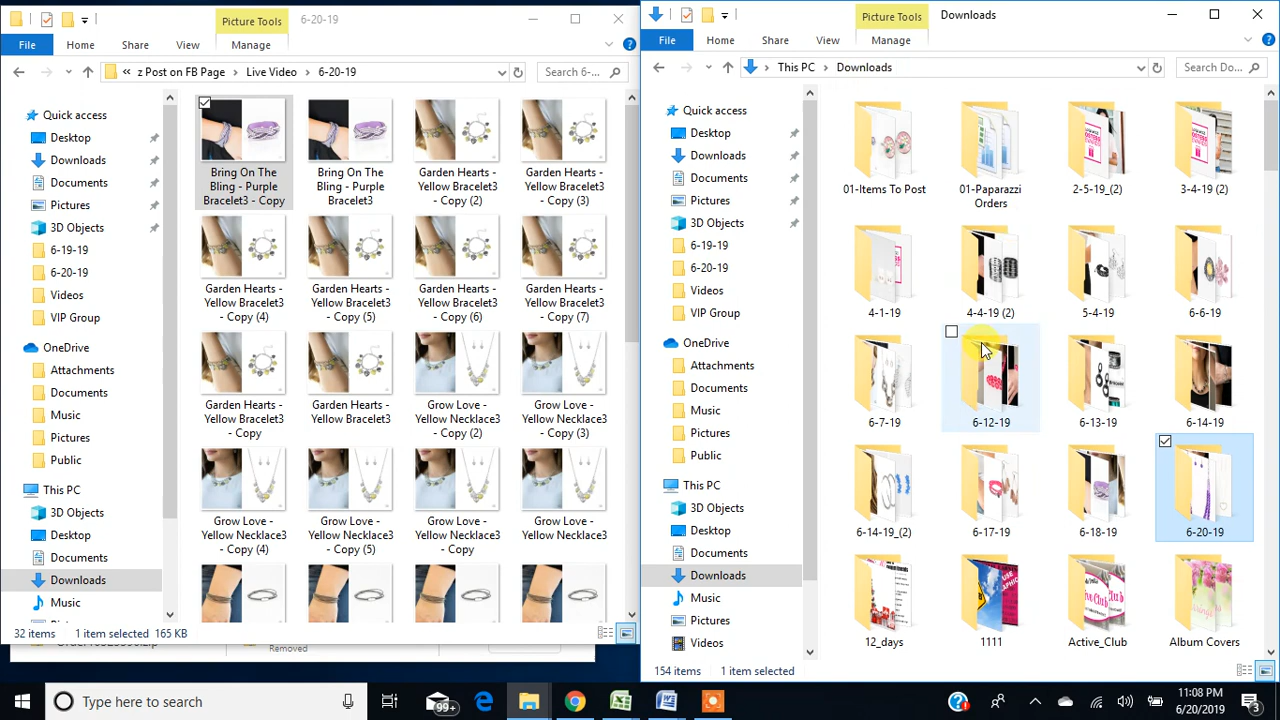 Picture Tools
6-20-19
File
Home
Share
View
Manage
« z Post on FB Page > Live Video > 6-20-19
Search 6-...
Quick access
Desktop
Downloads
Documents
Pictures
3D Objects
6-19-19
6-20-19
Videos
VIP Group
OneDrive
Attachments
Documents
Music
Pictures
Public
This PC
3D Objects
Desktop
Documents
Downloads
Music
Bring On The
Bling - Purple
Bracelet3 - Copy
Bring On The
Bling - Purple
Bracelet3
Garden Hearts -
Yellow Bracelet3
- Copy (2)
Garden Hearts -
Yellow Bracelet3
- Copy (3)
Garden Hearts -
Yellow Bracelet3
- Copy (4)
Garden Hearts -
Yellow Bracelet3
- Copy (5)
Garden Hearts -
Yellow Bracelet3
- Copy (6)
Garden Hearts -
Yellow Bracelet3
- Copy (7)
Garden Hearts -
Yellow Bracelet3
- Copy
Garden Hearts -
Yellow Bracelet3
Grow Love -
Yellow Necklace3
- Copy (2)
Grow Love -
Yellow Necklace3
- Copy (3)
Grow Love -
Yellow Necklace3
- Copy (4)
Grow Love -
Yellow Necklace3
- Copy (5)
Grow Love -
Yellow Necklace3
- Copy
Grow Love -
Yellow Necklace3
32 items
1 item selected 165 KB
Removed
Picture Tools
Downloads
File
Home
Share
View
Manage
This PC > Downloads
Search Do...
Quick access
Desktop
Downloads
Documents
Pictures
3D Objects
6-19-19
6-20-19
Videos
VIP Group
OneDrive
Attachments
Documents
Music
Pictures
Public
This PC
3D Objects
Desktop
Documents
Downloads
Music
Pictures
Videos
01-Items To Post
01-Paparazzi
Orders
2-5-19_(2)
3-4-19 (2)
4-1-19
4-4-19 (2)
5-4-19
6-6-19
6-7-19
6-12-19
6-13-19
6-14-19
6-14-19_(2)
6-17-19
6-18-19
6-20-19
12_days
1111
Active_Club
Album Covers
154 items
1 item selected
Type here to search
99+
11:08 PM
6/20/2019
3